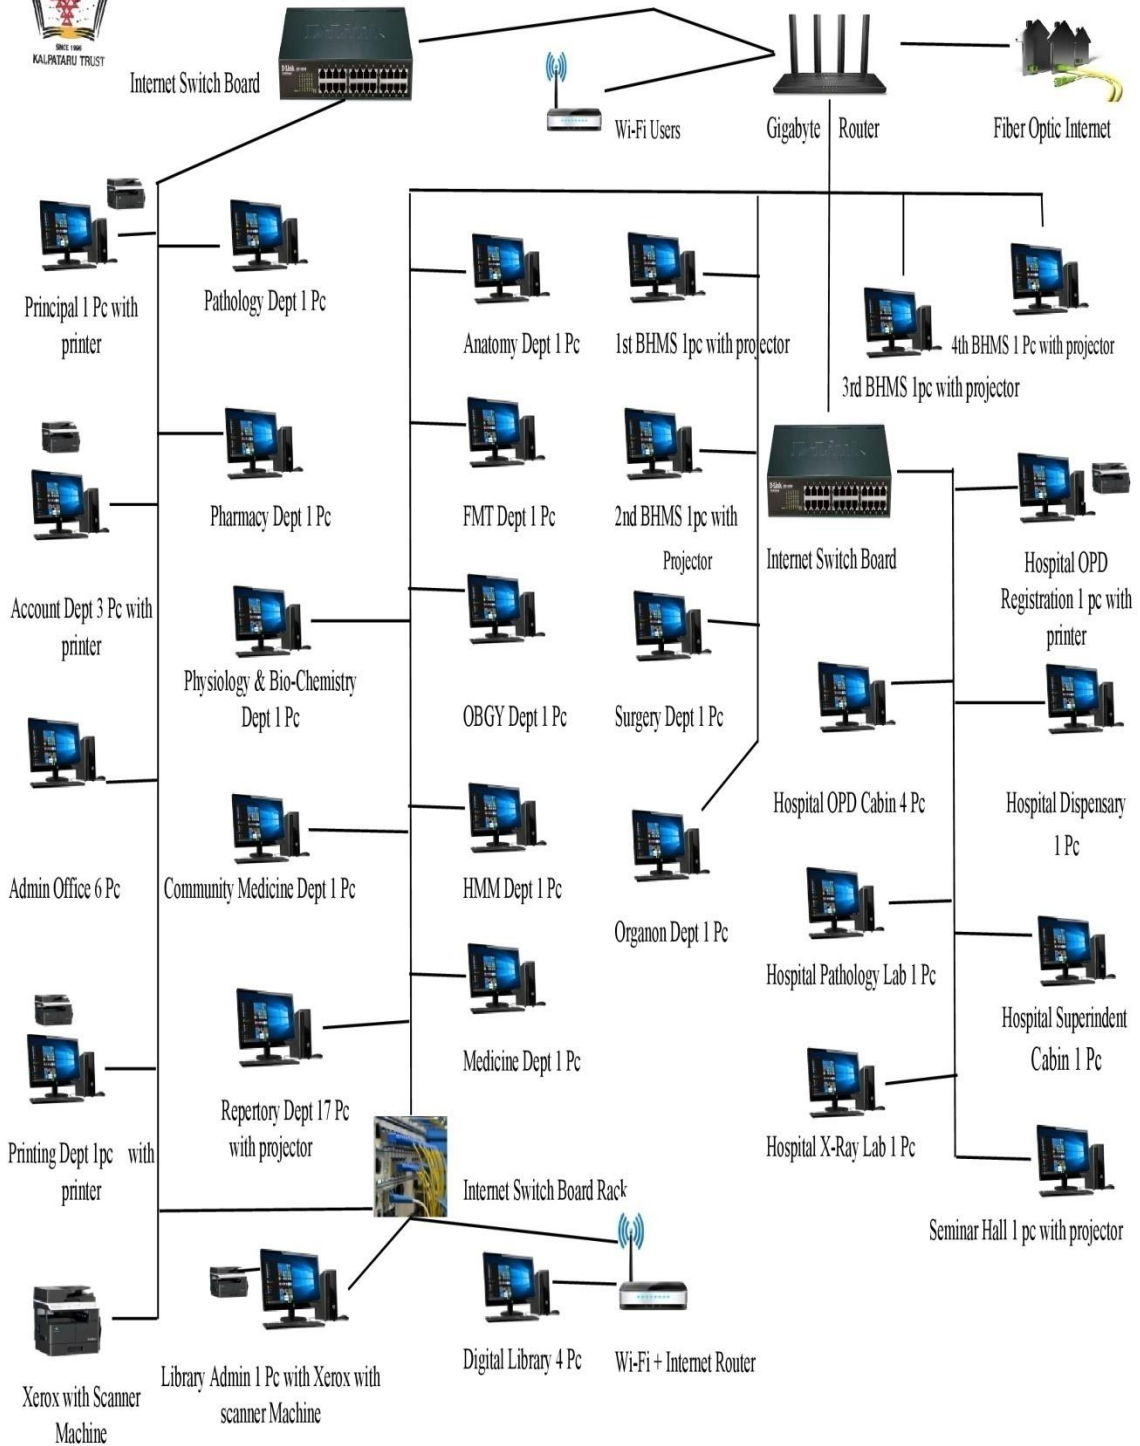 SINCE 1996
KALPATARU TRUST
D-Link
D-Link
Internet Switch Board
Wi-Fi Users
Gigabyte Router
Fiber Optic Internet
Principal 1 Pc with
printer
Pathology Dept 1 Pc
Anatomy Dept 1 Pc
1st BHMS 1pc with projector
4th BHMS 1 Pc with projector
3rd BHMS 1pc with projector
Account Dept 3 Pc with
printer
Pharmacy Dept 1 Pc
FMT Dept 1 Pc
2nd BHMS 1pc with
Projector
D-Link
D-Link
Internet Switch Board
Hospital OPD
Registration 1 pc with
printer
Physiology & Bio-Chemistry
Dept 1 Pc
OBGY Dept 1 Pc
Surgery Dept 1 Pc
Hospital OPD Cabin 4 Pc
Hospital Dispensary
1 Pc
Admin Office 6 Pc
Community Medicine Dept 1 Pc
HMM Dept 1 Pc
Organon Dept 1 Pc
Hospital Pathology Lab 1 Pc
Hospital Superindent
Cabin 1 Pc
Printing Dept 1pc with
printer
Repertory Dept 17 Pc
with projector
Medicine Dept 1 Pc
Hospital X-Ray Lab 1 Pc
Internet Switch Board Rack
Seminar Hall 1 pc with projector
Xerox with Scanner
Machine
Library Admin 1 Pc with Xerox with
scanner Machine
Digital Library 4 Pc
Wi-Fi + Internet Router